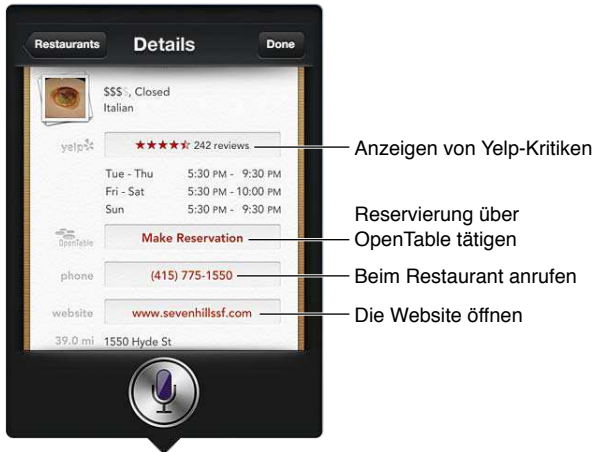 Restaurants Details Done
$$$$, Closed
Italian
yelp ★★★★ 242 reviews Anzeigen von Yelp-Kritiken
Tue - Thu 5:30 PM - 9:30 PM
Fri - Sat 5:30 PM - 10:00 PM
Sun 5:30 PM - 9:30 PM
Reservierung über
OpenTable Make Reservation OpenTable tätigen
phone (415) 775-1550 Beim Restaurant anrufen
website www.sevenhillssf.com Die Website öffnen
39.0 mi 1550 Hyde St